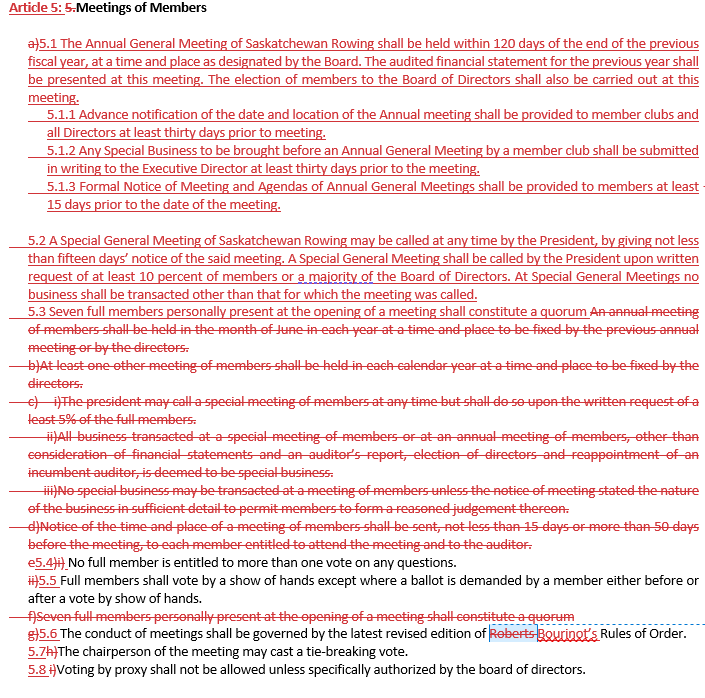 Article 5: 5.Meetings of Members
a)5.1 The Annual General Meeting of Saskatchewan Rowing shall be held within 120 days of the end of the previous
fiscal year, at a time and place as designated by the Board. The audited financial statement for the previous year shall
be presented at this meeting. The election of members to the Board of Directors shall also be carried out at this
meeting.
5.1.1 Advance notification of the date and location of the Annual meeting shall be provided to member clubs and
all Directors at least thirty days prior to meeting.
5.1.2 Any Special Business to be brought before an Annual General Meeting by a member club shall be submitted
in writing to the Executive Director at least thirty days prior to the meeting.
5.1.3 Formal Notice of Meeting and Agendas of Annual General Meetings shall be provided to members at least
15 days prior to the date of the meeting.
5.2 A Special General Meeting of Saskatchewan Rowing may be called at any time by the President, by giving not less
than fifteen days' notice of the said meeting. A Special General Meeting shall be called by the President upon written
request of at least 10 percent of members or a majority of the Board of Directors. At Special General Meetings no
business shall be transacted other than that for which the meeting was called.
5.3 Seven full members personally present at the opening of a meeting shall constitute a quorum An annual meeting
of members shall be held in the month of June in each year at a time and place to be fixed by the previous annual
meeting or by the directors.
b)At least one other meeting of members shall be held in each calendar year at a time and place to be fixed by the
directors.
c) i)The president may call a special meeting of members at any time but shall do so upon the written request of a
least 5% of the full members.
ii)All business transacted at a special meeting of members or at an annual meeting of members, other than
consideration of financial statements and an auditor's report, election of directors and reappointment of an
incumbent auditor, is deemed to be special business.
iii)No special business may be transacted at a meeting of members unless the notice of meeting stated the nature
of the business in sufficient detail to permit members to form a reasoned judgement thereon.
d)Notice of the time and place of a meeting of members shall be sent, not less than 15 days or more than 50 days
before the meeting, to each member entitled to attend the meeting and to the auditor.
e5.4)i) No full member is entitled to more than one vote on any questions.
ii)5.5 Full members shall vote by a show of hands except where a ballot is demanded by a member either before or
after a vote by show of hands.
f)Seven full members personally present at the opening of a meeting shall constitute a quorum
g)5.6 The conduct of meetings shall be governed by the latest revised edition of Roberts Bourinot's Rules of Order.
5.7h)The chairperson of the meeting may cast a tie-breaking vote.
5.8 i)Voting by proxy shall not be allowed unless specifically authorized by the board of directors.